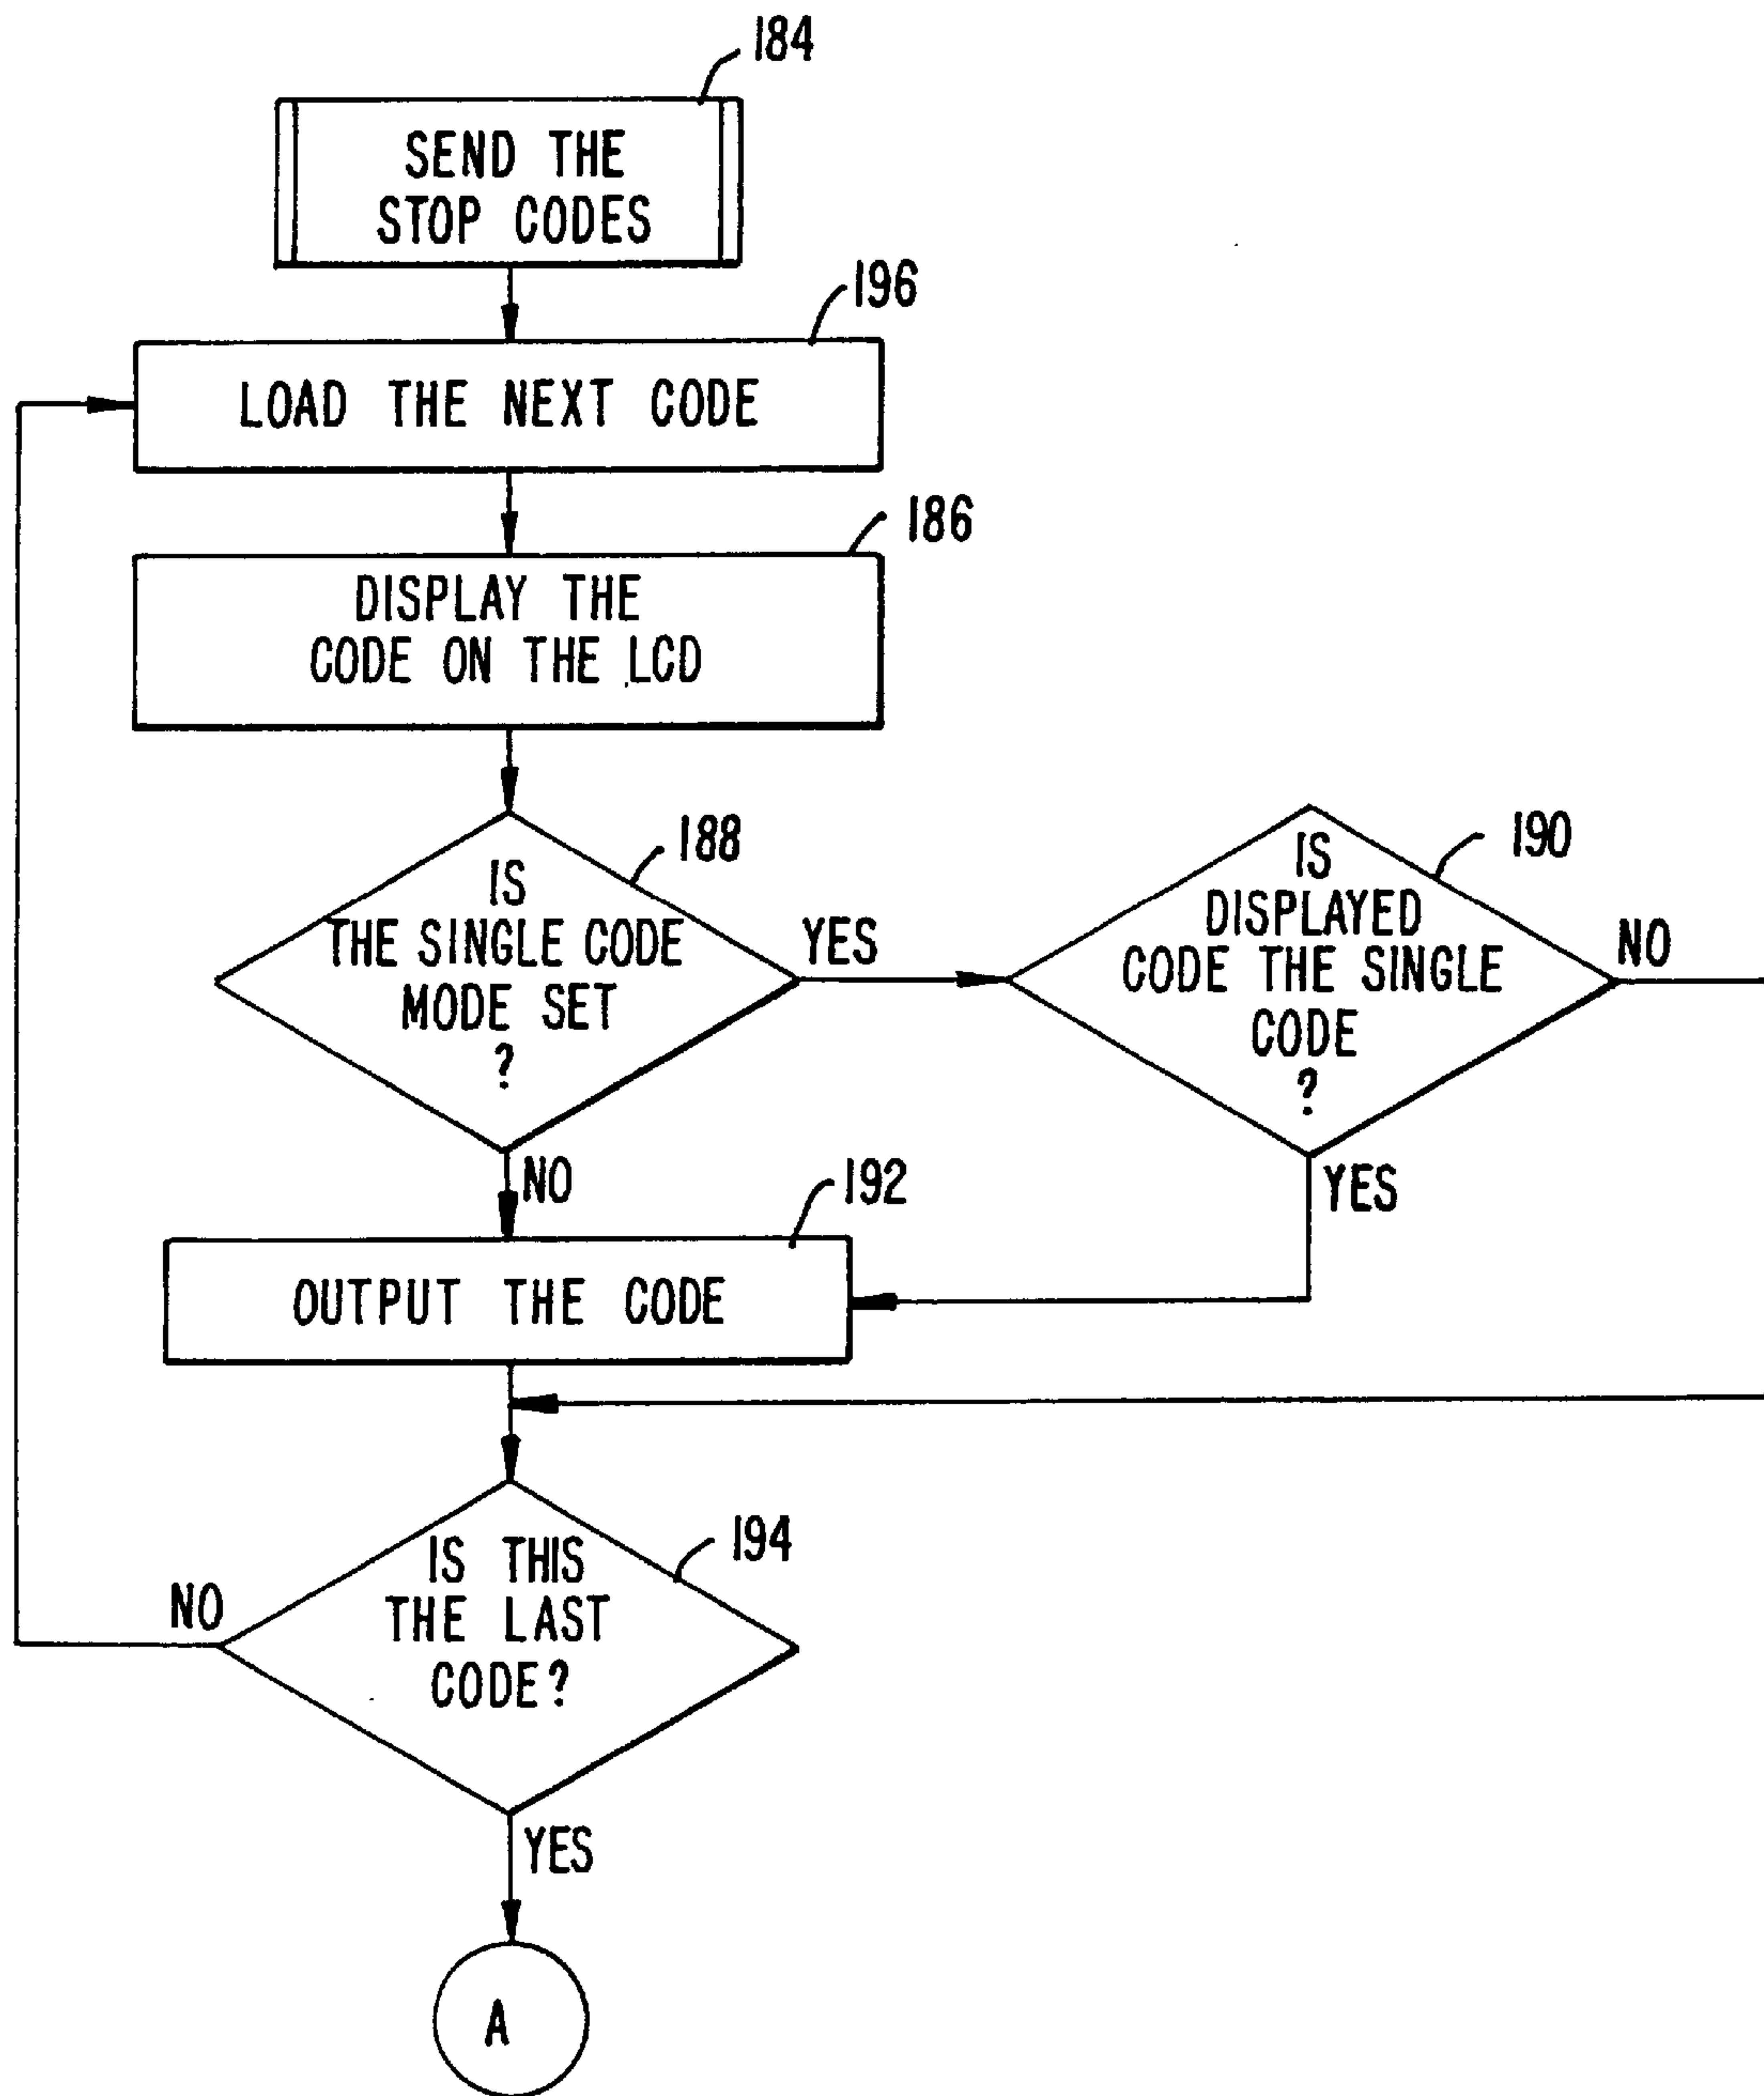 184
SEND THE
STOP CODES
196
LOAD THE NEXT CODE
186
DISPLAY THE
CODE ON THE LCD
188
IS
THE SINGLE CODE
MODE SET
?
YES
190
IS
DISPLAYED
CODE THE SINGLE
CODE
?
NO
NO
YES
192
OUTPUT THE CODE
194
IS THIS
THE LAST
CODE?
NO
YES
A